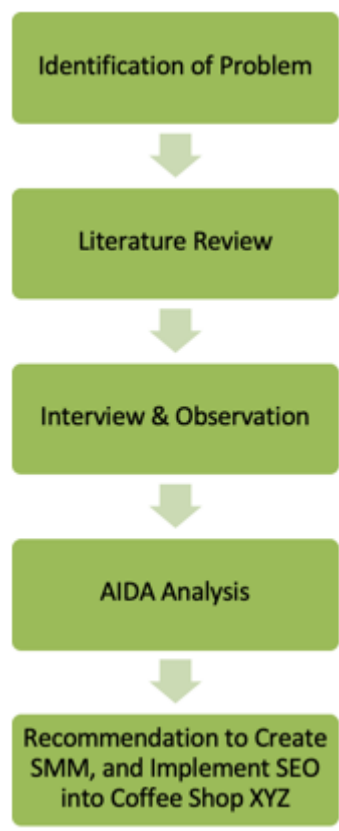 Identification of Problem
Literature Review
Interview & Observation
AIDA Analysis
Recommendation to Create
SMM, and Implement SEO
into Coffee Shop XYZ